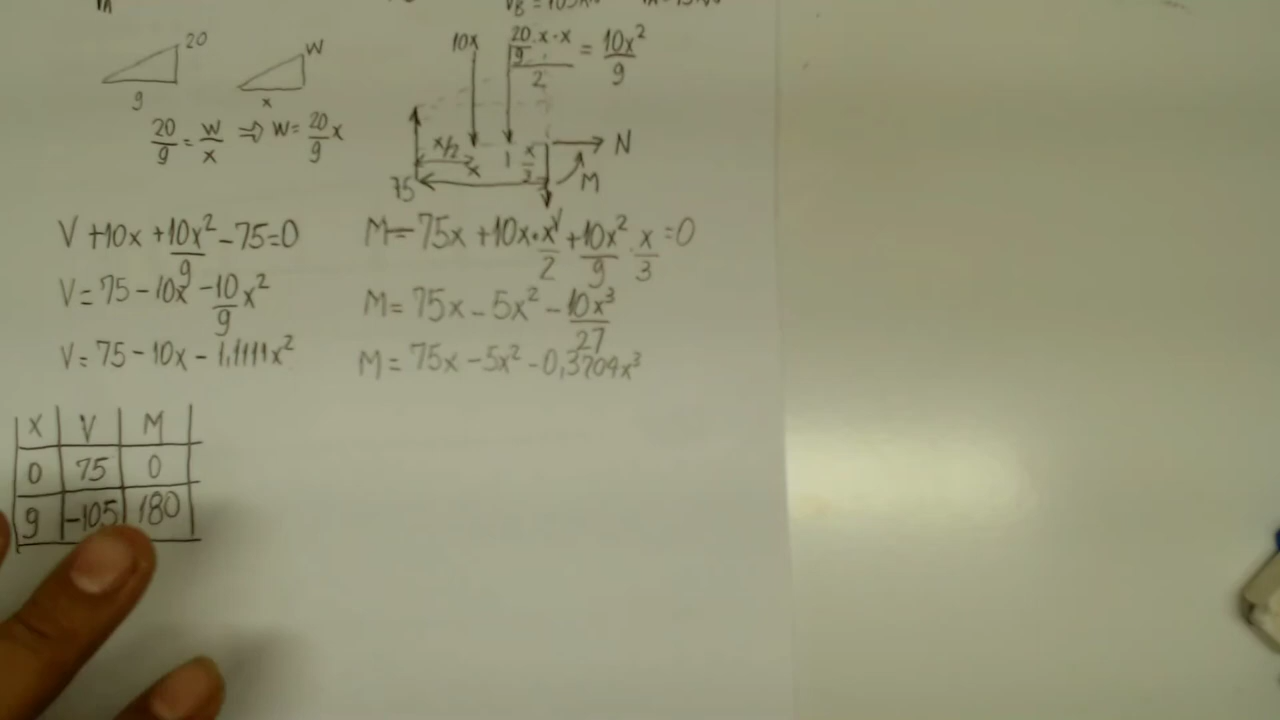 20
9
W
x
20/9 = W/x ⇒ W = 20/9 x
10x
20/9 · x · x / 2 = 10x²/9
x/2
x
x/3
N
M
V
75
V + 10x + 10x²/9 - 75 = 0
V = 75 - 10x - 10/9 x²
V = 75 - 10x - 1.1111x²
M - 75x + 10x · x/2 + 10x²/9 · x/3 = 0
M = 75x - 5x² - 10x³/27
M = 75x - 5x² - 0,3704x³
X V M
0 75 0
9 -105 180